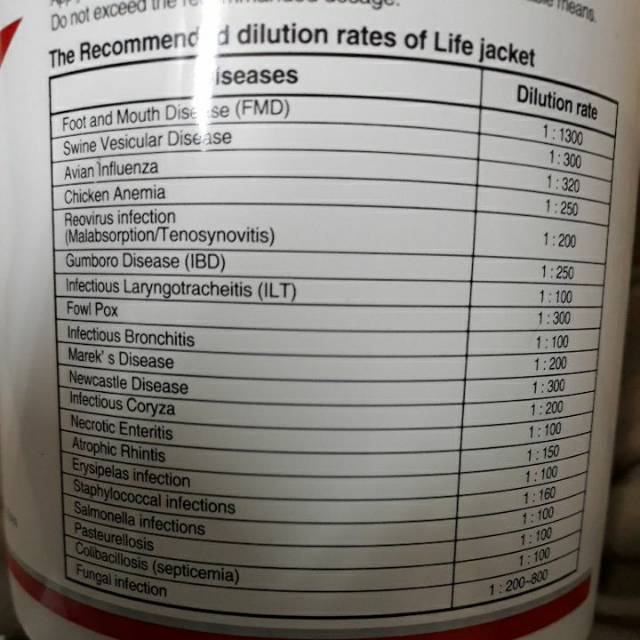 means.
Do not exceed the dosage.
The Recommend d dilution rates of Life jacket
iseases Dilution rate
Foot and Mouth Disease (FMD) 1 : 1300
Swine Vesicular Disease 1 : 300
Avian Influenza 1 : 320
Chicken Anemia 1 : 250
Reovirus infection
(Malabsorption/Tenosynovitis) 1 : 200
Gumboro Disease (IBD) 1 : 250
Infectious Laryngotracheitis (ILT) 1 : 100
Fowl Pox 1 : 300
Infectious Bronchitis 1 : 100
Marek' s Disease 1 : 200
Newcastle Disease 1 : 300
Infectious Coryza 1 : 200
Necrotic Enteritis 1 : 100
Atrophic Rhintis 1 : 150
Erysipelas infection 1 : 100
Staphylococcal infections 1 : 160
Salmonella infections 1 : 100
Pasteurellosis 1 : 100
Colibacillosis (septicemia) 1 : 100
Fungal infection 1 : 200~800